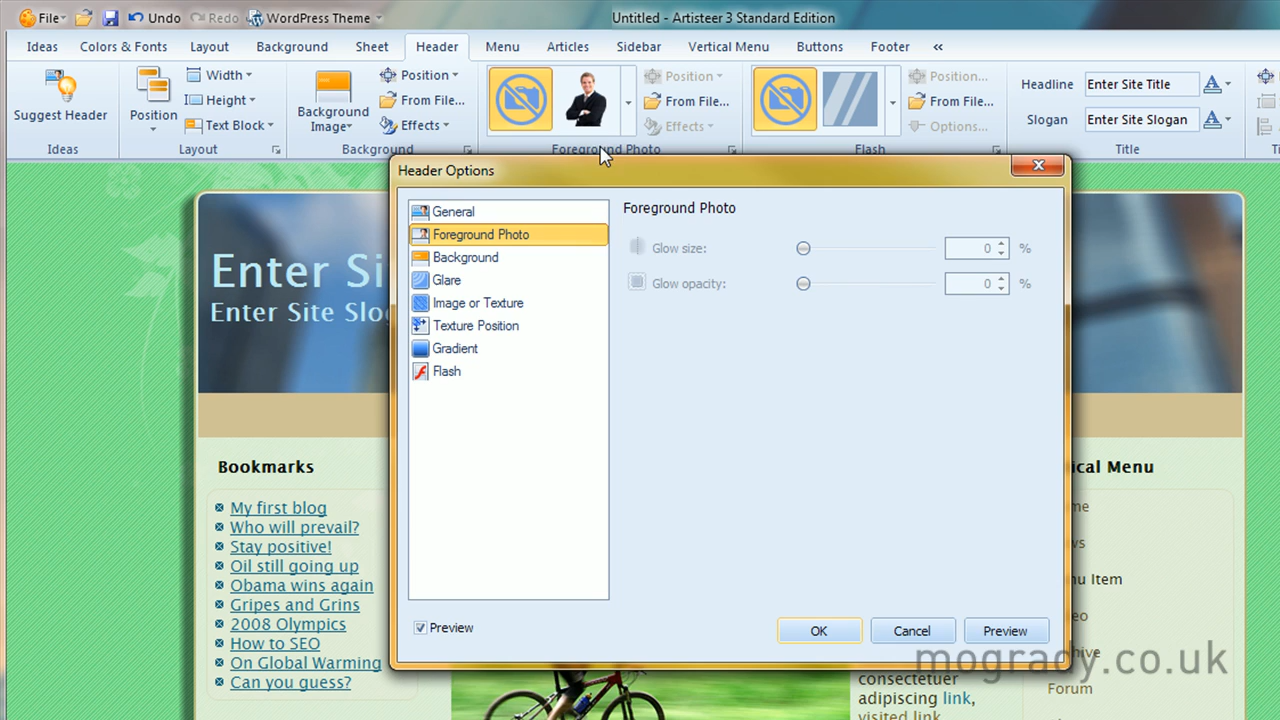 File Undo Redo WordPress Theme Untitled - Artisteer 3 Standard Edition
Ideas Colors & Fonts Layout Background Sheet Header Menu Articles Sidebar Vertical Menu Buttons Footer «
Suggest Header
Ideas
Position
Width
Height
Text Block
Layout
Background Image
Position
From File...
Effects
Background
Position
From File...
Effects
Foreground Photo
Position...
From File...
Options...
Flash
Headline Enter Site Title
Slogan Enter Site Slogan
Title
Header Options
General
Foreground Photo
Background
Glare
Image or Texture
Texture Position
Gradient
Flash
Foreground Photo
Glow size: 0 %
Glow opacity: 0 %
Preview
OK Cancel Preview
Enter Si
Enter Site Slo
Bookmarks
My first blog
Who will prevail?
Stay positive!
Oil still going up
Obama wins again
Gripes and Grins
2008 Olympics
How to SEO
On Global Warming
Can you guess?
consectetuer
adipiscing link,
visited link
ical Menu
me
ws
nu Item
eo
hive
Forum
mogrady.co.uk